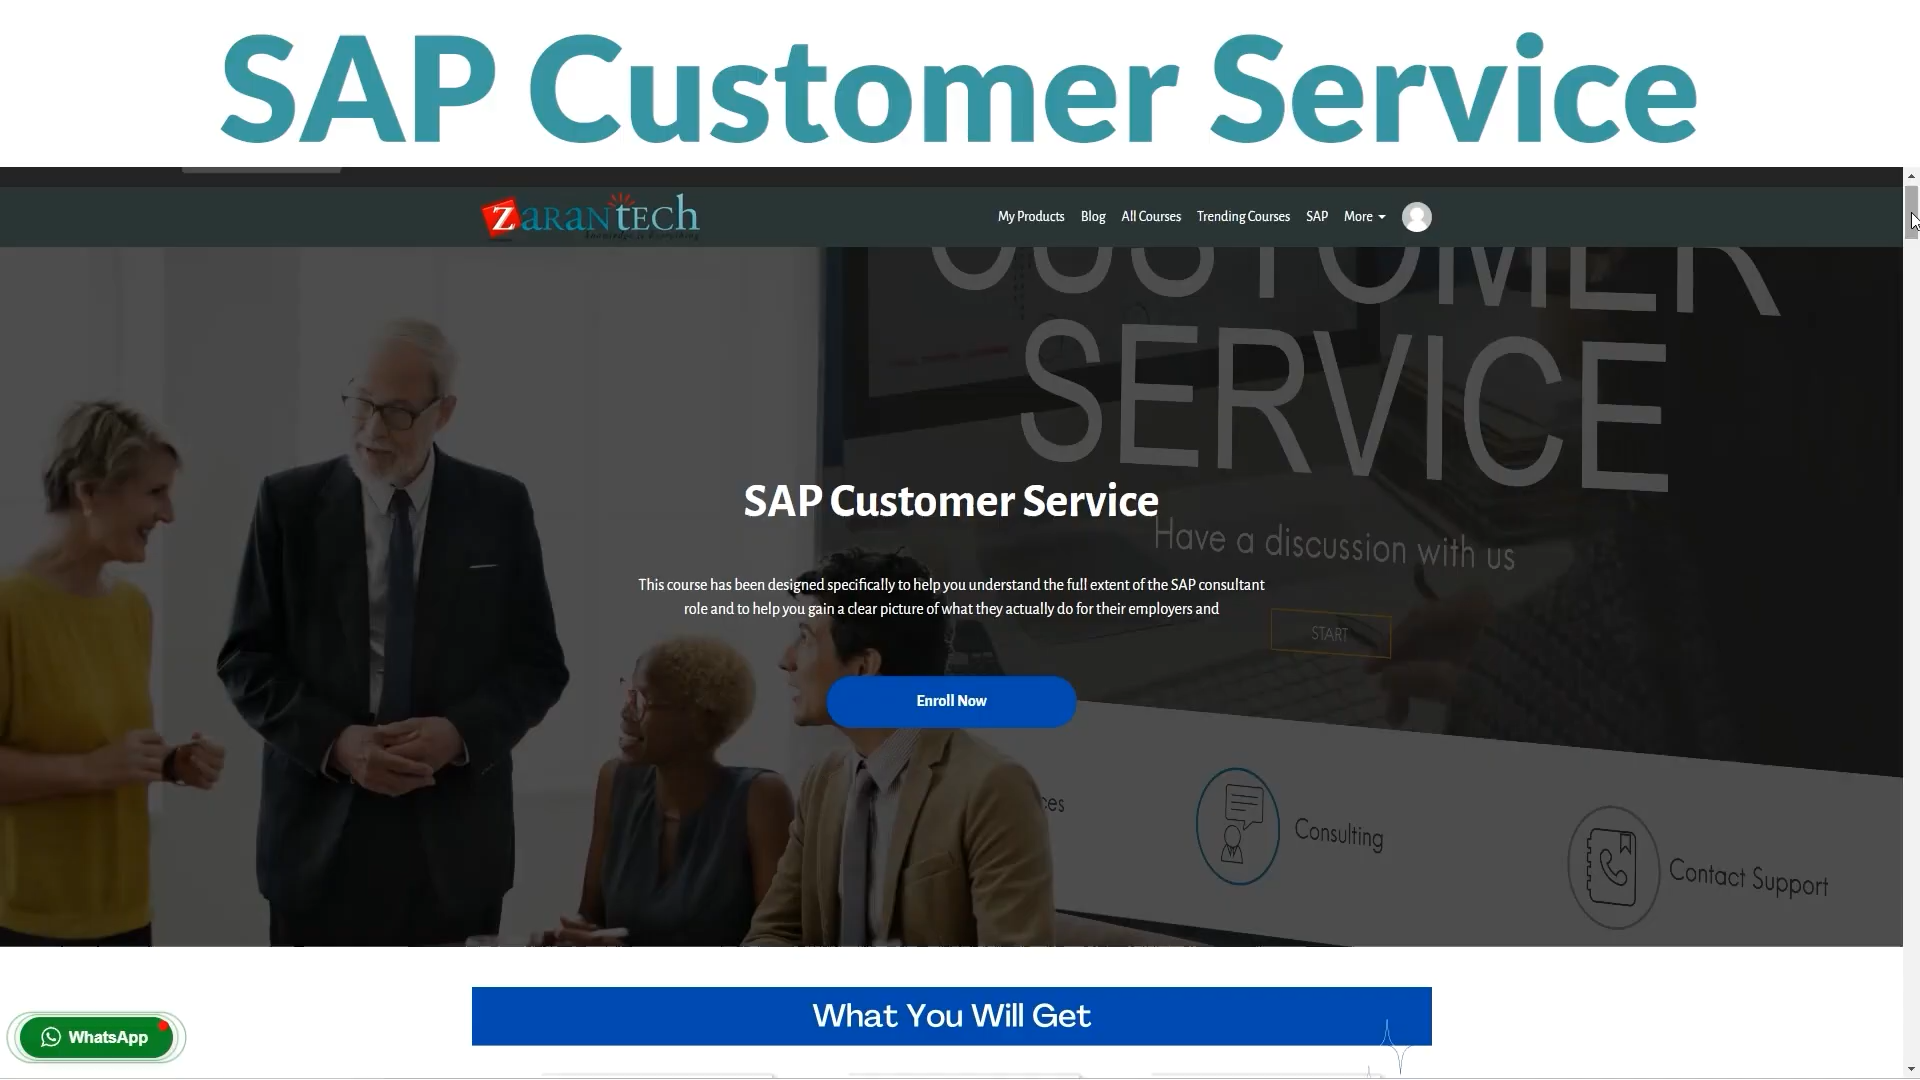 SAP Customer Service
ZARANTECH
My Products Blog All Courses Trending Courses SAP More
CUSTOMER
SERVICE
SAP Customer Service
Have a discussion with us
This course has been designed specifically to help you understand the full extent of the SAP consultant
role and to help you gain a clear picture of what they actually do for their employers and
START
Enroll Now
Consulting
Contact Support
What You Will Get
WhatsApp